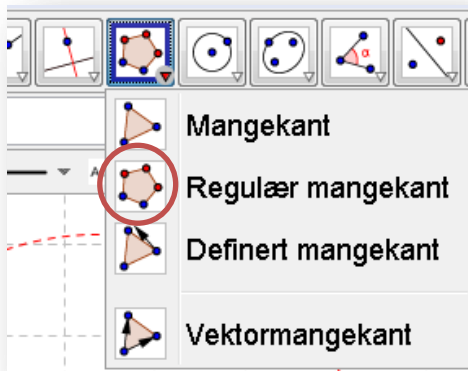 α
Mangekant
A
Regulær mangekant
Definert mangekant
Vektormangekant